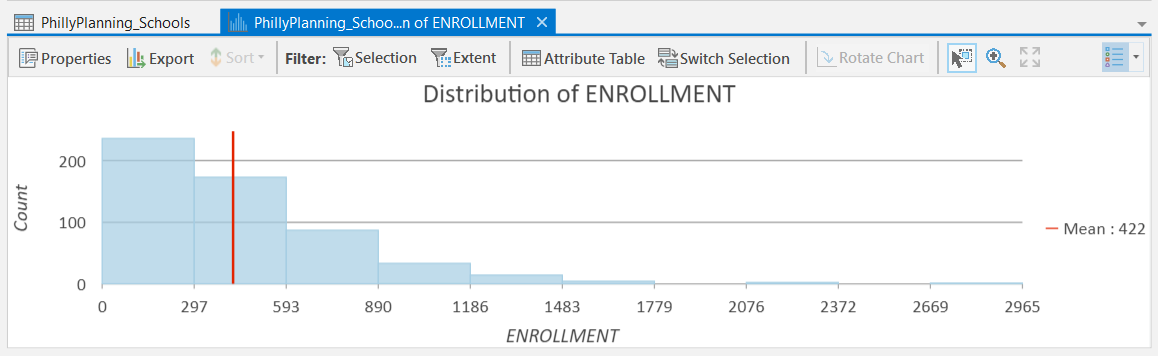 PhillyPlanning_Schools PhillyPlanning_Schoo...n of ENROLLMENT ×
Properties Export Sort Filter: Selection Extent Attribute Table Switch Selection Rotate Chart
Distribution of ENROLLMENT
Count
200
100
0
Mean : 422
0 297 593 890 1186 1483 1779 2076 2372 2669 2965
ENROLLMENT